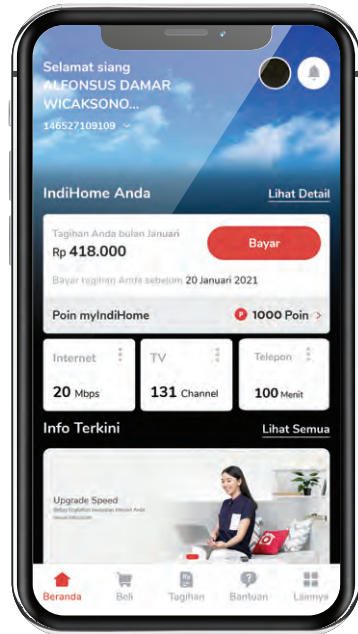 Selamat siang
ALFONSUS DAMAR
WICAKSONO...
146527109109
IndiHome Anda
Lihat Detail
Tagihan Anda bulan Januari
Rp 418.000
Bayar
Bayar tagihan Anda sebelum 20 Januari 2021
Poin myIndiHome
P 1000 Poin >
Internet
TV
Telepon
20 Mbps
131 Channel
100 Menit
Info Terkini
Lihat Semua
Upgrade Speed
Beranda
Beli
Rp
Tagihan
?
Bantuan
Lainnya